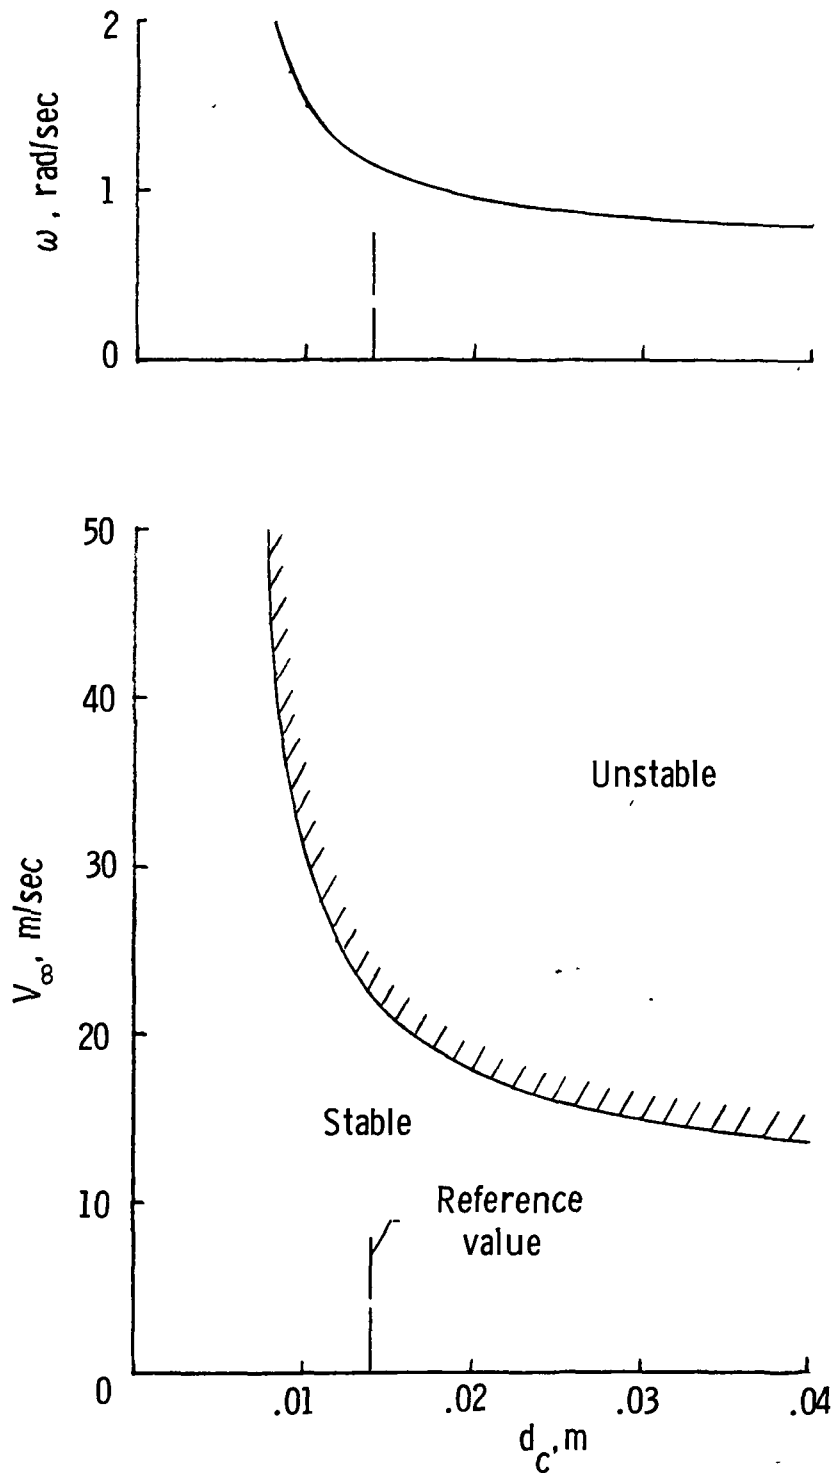 2
1
0
ω, rad/sec
50
40
30
20
10
0
V∞, m/sec
Unstable
Stable
Reference
value
.01
.02
.03
.04
d_c, m